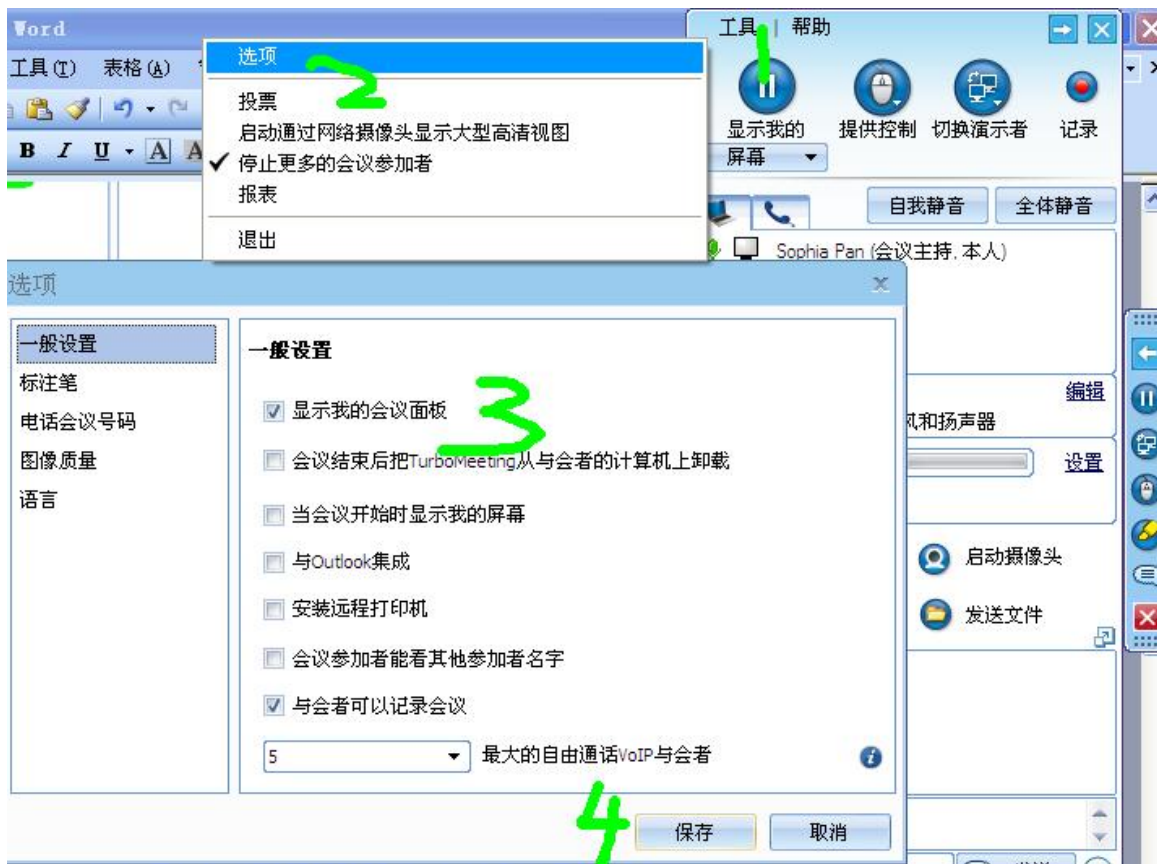 Word
工具 | 帮助
工具(T) 表格(A)
选项
投票
启动通过网络摄像头显示大型高清视图
停止更多的会议参加者
报表
退出
B I U A A
1
2
显示我的
屏幕
提供控制
切换演示者
记录
自我静音
全体静音
Sophia Pan (会议主持, 本人)
选项
一般设置
标注笔
电话会议号码
图像质量
语言
一般设置
显示我的会议面板
3
会议结束后把TurboMeeting从与会者的计算机上卸载
当会议开始时显示我的屏幕
与Outlook集成
安装远程打印机
会议参加者能看其他参加者名字
与会者可以记录会议
5 最大的自由通话VoIP与会者
4
保存
取消
编辑
风和扬声器
设置
启动摄像头
发送文件